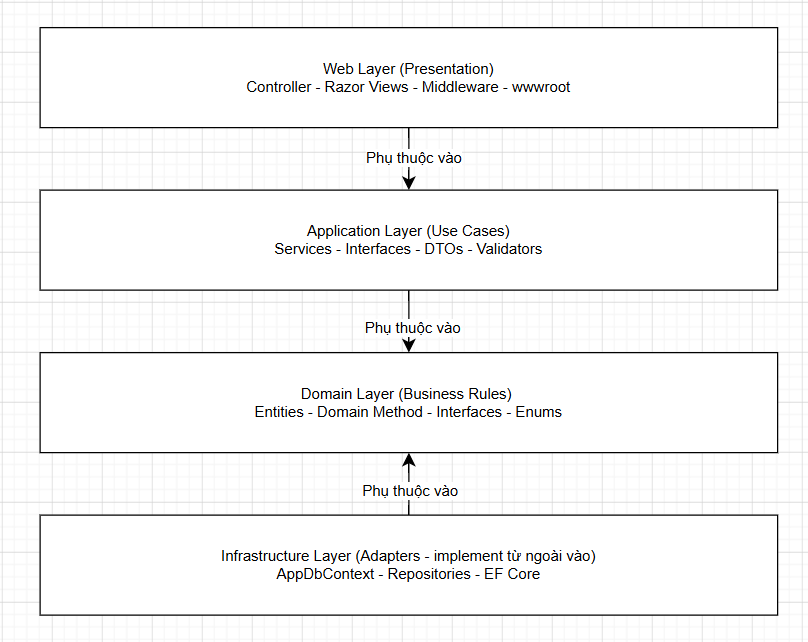 Web Layer (Presentation)
Controller - Razor Views - Middleware - wwwroot
Phụ thuộc vào
Application Layer (Use Cases)
Services - Interfaces - DTOs - Validators
Phụ thuộc vào
Domain Layer (Business Rules)
Entities - Domain Method - Interfaces - Enums
Phụ thuộc vào
Infrastructure Layer (Adapters - implement từ ngoài vào)
AppDbContext - Repositories - EF Core